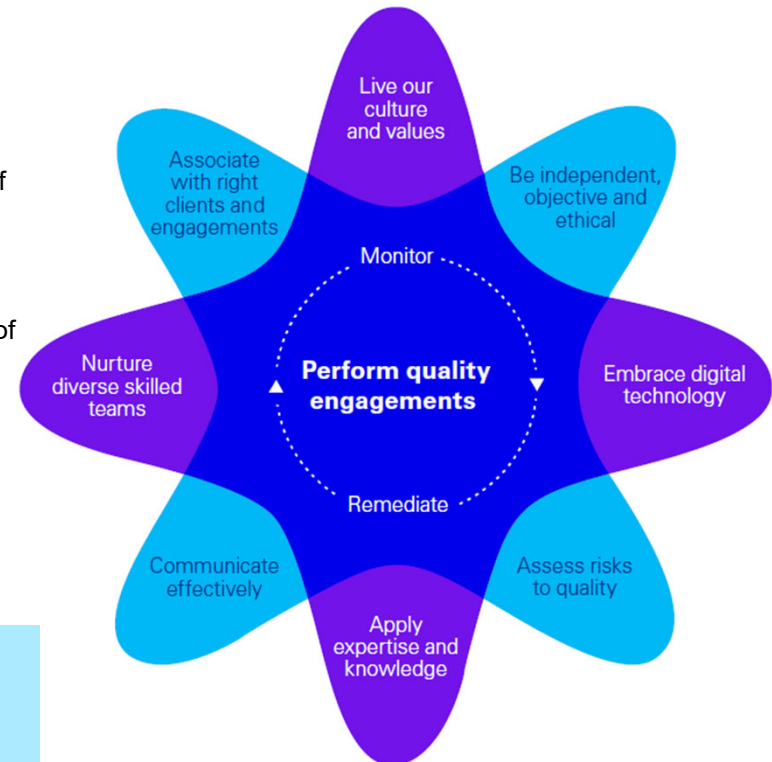 f
of
Live our
culture
and values
Associate
with right
clients and
engagements
Be independent,
objective and
ethical
Monitor
Nurture
diverse skilled
teams
Perform quality
engagements
Embrace digital
technology
Remediate
Communicate
effectively
Assess risks
to quality
Apply
expertise and
knowledge